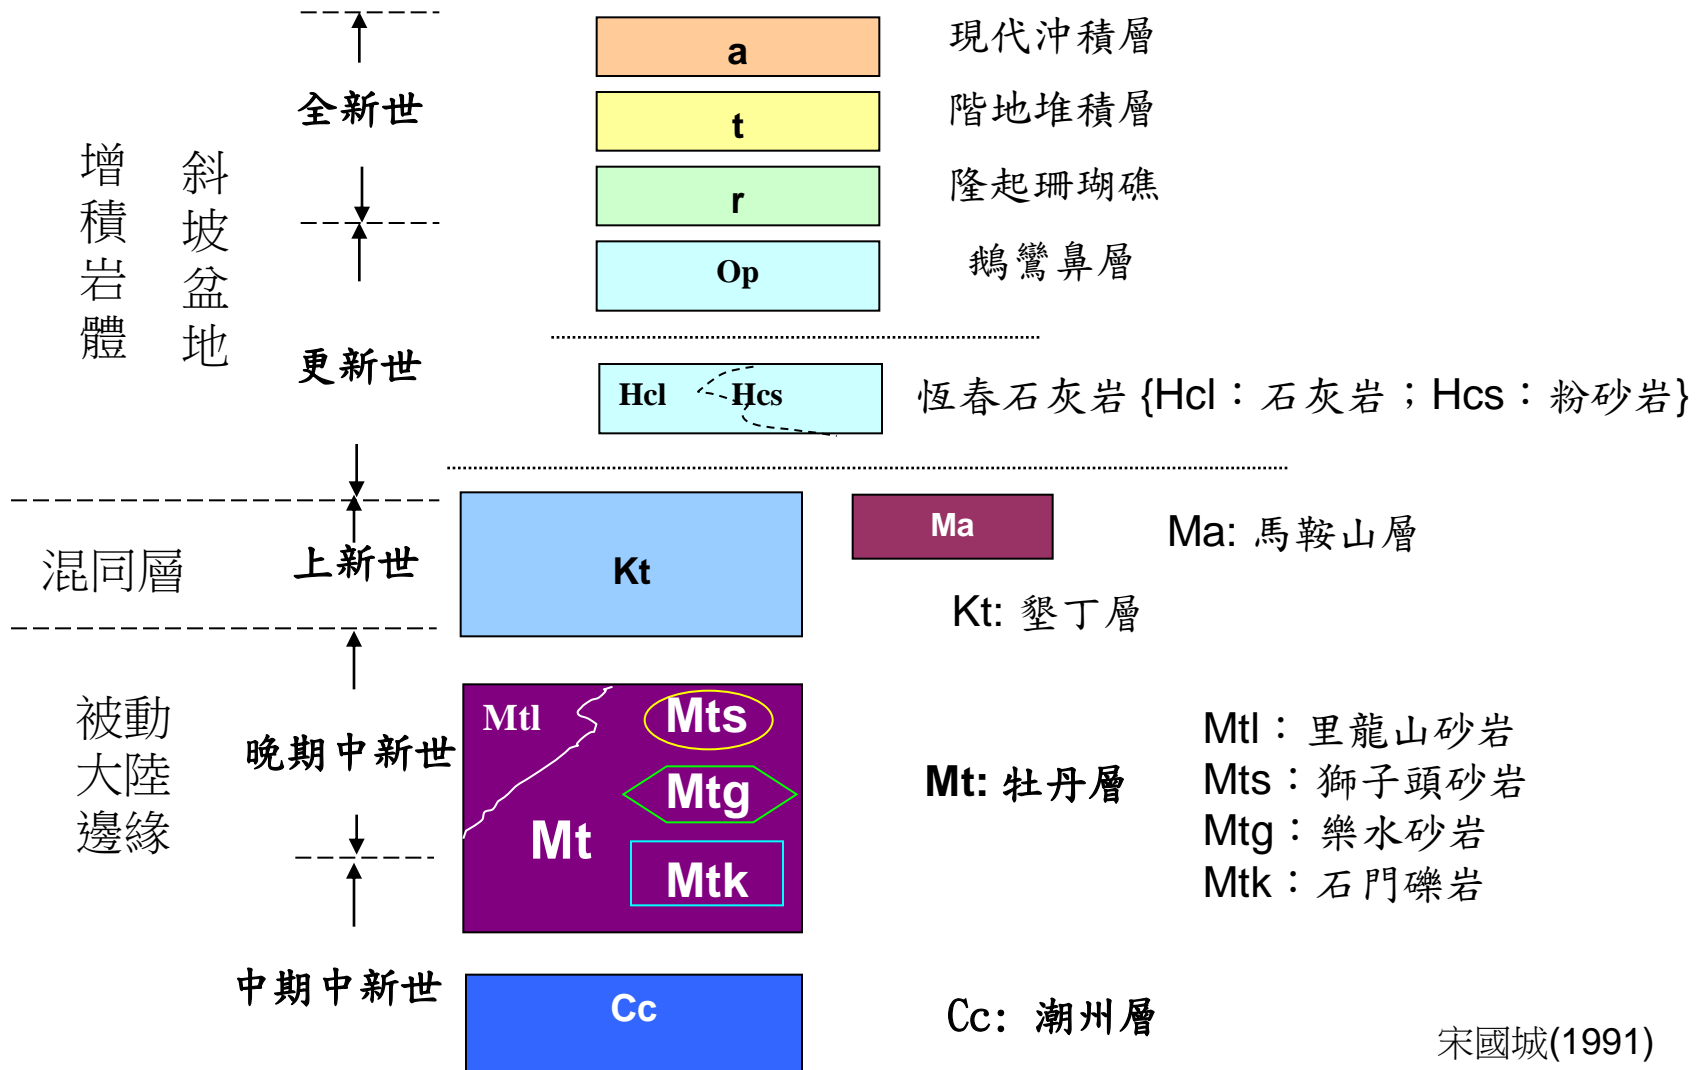 增積岩體
斜坡盆地
全新世
a
現代沖積層
t
階地堆積層
r
隆起珊瑚礁
Op
鵝鸞鼻層
更新世
Hcl
Hcs
恆春石灰岩 {Hcl：石灰岩；Hcs：粉砂岩}
混同層
上新世
Kt
Ma
Ma: 馬鞍山層
Kt: 墾丁層
被動
大陸
邊緣
晚期中新世
Mtl
Mts
Mtg
Mt
Mtk
Mt: 牡丹層
Mtl：里龍山砂岩
Mts：獅子頭砂岩
Mtg：樂水砂岩
Mtk：石門礫岩
中期中新世
Cc
Cc: 潮州層
宋國城(1991)